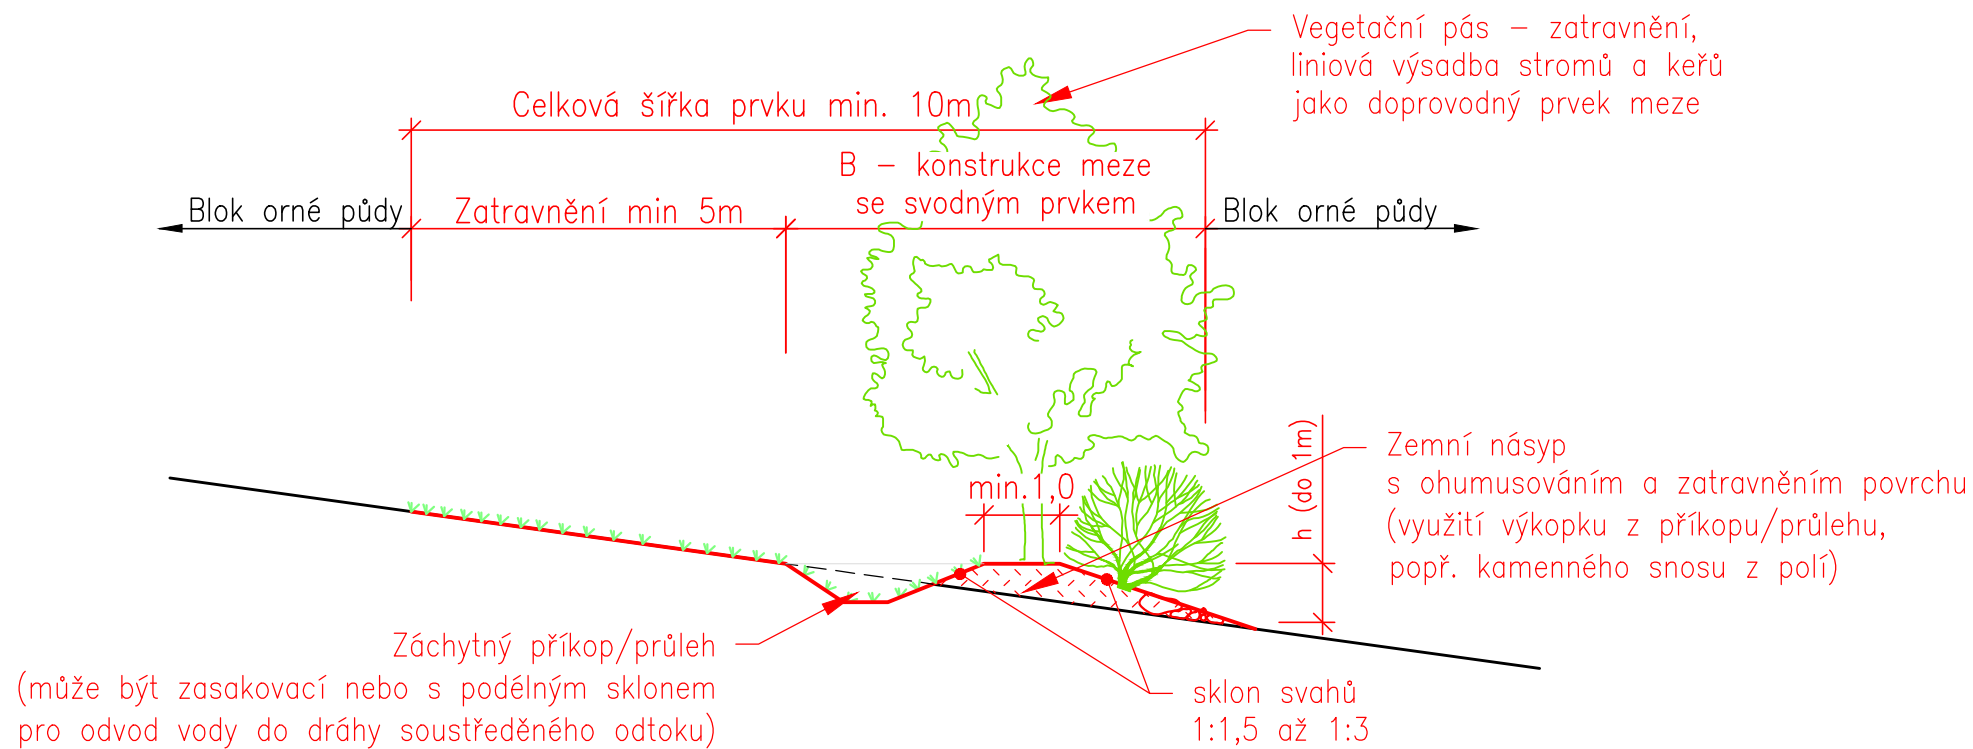 Vegetační pás – zatravnění,
liniová výsadba stromů a keřů
jako doprovodný prvek meze
Celková šířka prvku min. 10m
B – konstrukce meze
se svodným prvkem
Blok orné půdy
Zatravnění min 5m
Blok orné půdy
h (do 1m)
Zemní násyp
s ohumusováním a zatravněním povrchu
(využití výkopku z příkopu/průlehu,
popř. kamenného snosu z polí)
min.1,0
Záchytný příkop/průleh
(může být zasakovací nebo s podélným sklonem
pro odvod vody do dráhy soustředěného odtoku)
sklon svahů
1:1,5 až 1:3